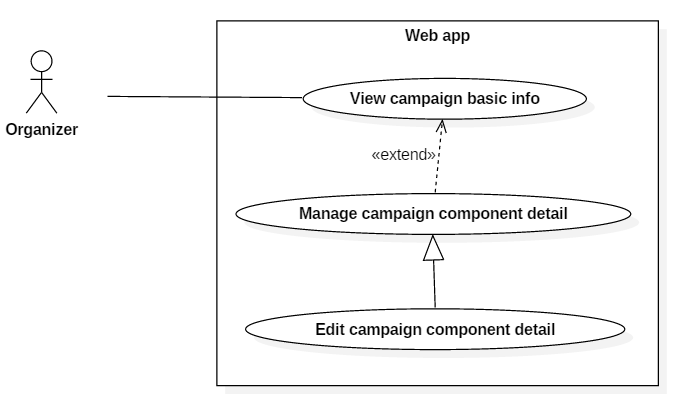 Web app
Organizer
View campaign basic info
«extend»
Manage campaign component detail
Edit campaign component detail